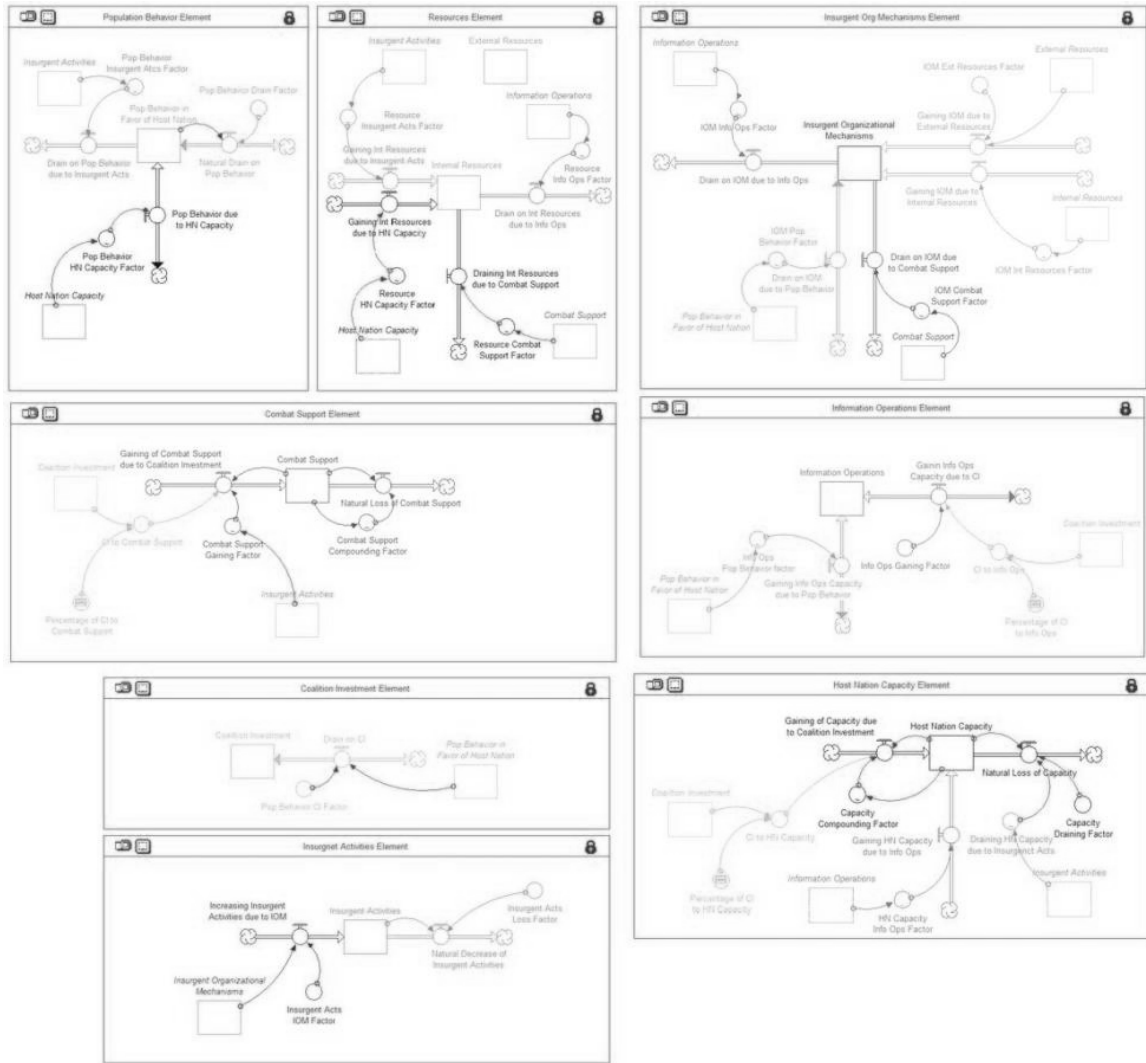 Population Behavior Element
Insurgent Activities
Pop Behavior
Insurgent Atcs Factor
Pop Behavior Drain Factor
Pop Behavior in
Favor of Host Nation
Drain on Pop Behavior
due to Insurgent Acts
Natural Drain on
Pop Behavior
Pop Behavior due
to HN Capacity
Pop Behavior
HN Capacity Factor
Host Nation Capacity
Resources Element
Insurgent Activities
External Resources
Information Operations
Resource
Insurgent Acts Factor
Gaining Int Resources
due to Insurgent Acts
Internal Resources
Resource
Info Ops Factor
Gaining Int Resources
due to HN Capacity
Drain on Int Resources
due to Info Ops
Draining Int Resources
due to Combat Support
Resource
HN Capacity Factor
Host Nation Capacity
Combat Support
Resource Combat
Support Factor
Insurgent Org Mechanisms Element
Information Operations
External Resources
IOM Ext Resources Factor
IOM Info Ops Factor
Insurgent Organizational
Mechanisms
Gaining IOM due to
External Resources
Drain on IOM due to Info Ops
Gaining IOM due to
Internal Resources
Internal Resources
IOM Pop
Behavior Factor
Drain on IOM
due to Pop Behavior
Drain on IOM due to
Combat Support
IOM Int Resources Factor
IOM Combat
Support Factor
Pop Behavior in
Favor of Host Nation
Combat Support
Combat Support Element
Gaining of Combat Support
due to Coalition Investment
Combat Support
Coaition Investment
Natural Loss of Combat Support
CI to Combat Support
Combat Support
Gaining Factor
Combat Support
Compounding Factor
Insurgent Activities
Percentage of CI to
Combat Support
Information Operations Element
Information Operations
Gainin Info Ops
Capacity due to CI
Coaition Investment
Info Ops
Pop Behavior factor
Info Ops Gaining Factor
CI to Info Ops
Pop Behavior in
Favor of Host Nation
Gaining Info Ops Capacity
due to Pop Behavior
Percentage of CI
to Info Ops
Coalition Investment Element
Coalition Investment
Drain on CI
Pop Behavior in
Favor of Host Nation
Pop Behavior CI Factor
Host Nation Capacity Element
Gaining of Capacity due
to Coalition Investment
Host Nation Capacity
Natural Loss of Capacity
Coaition Investment
Capacity
Compounding Factor
Capacity
Draining Factor
CI to HN Capacity
Gaining HN Capacity
due to Info Ops
Draining HN Capacity
due to Insurgenct Acts
Percentage of CI
to HN Capacity
Information Operations
HN Capacity
Info Ops Factor
Insurgent Activities
Insurgnet Activities Element
Increasing Insurgent
Activities due to IOM
Insurgent Activities
Insurgent Acts
Loss Factor
Natural Decrease of
Insurgent Activities
Insurgent Organizational
Mechanisms
Insurgent Acts
IOM Factor